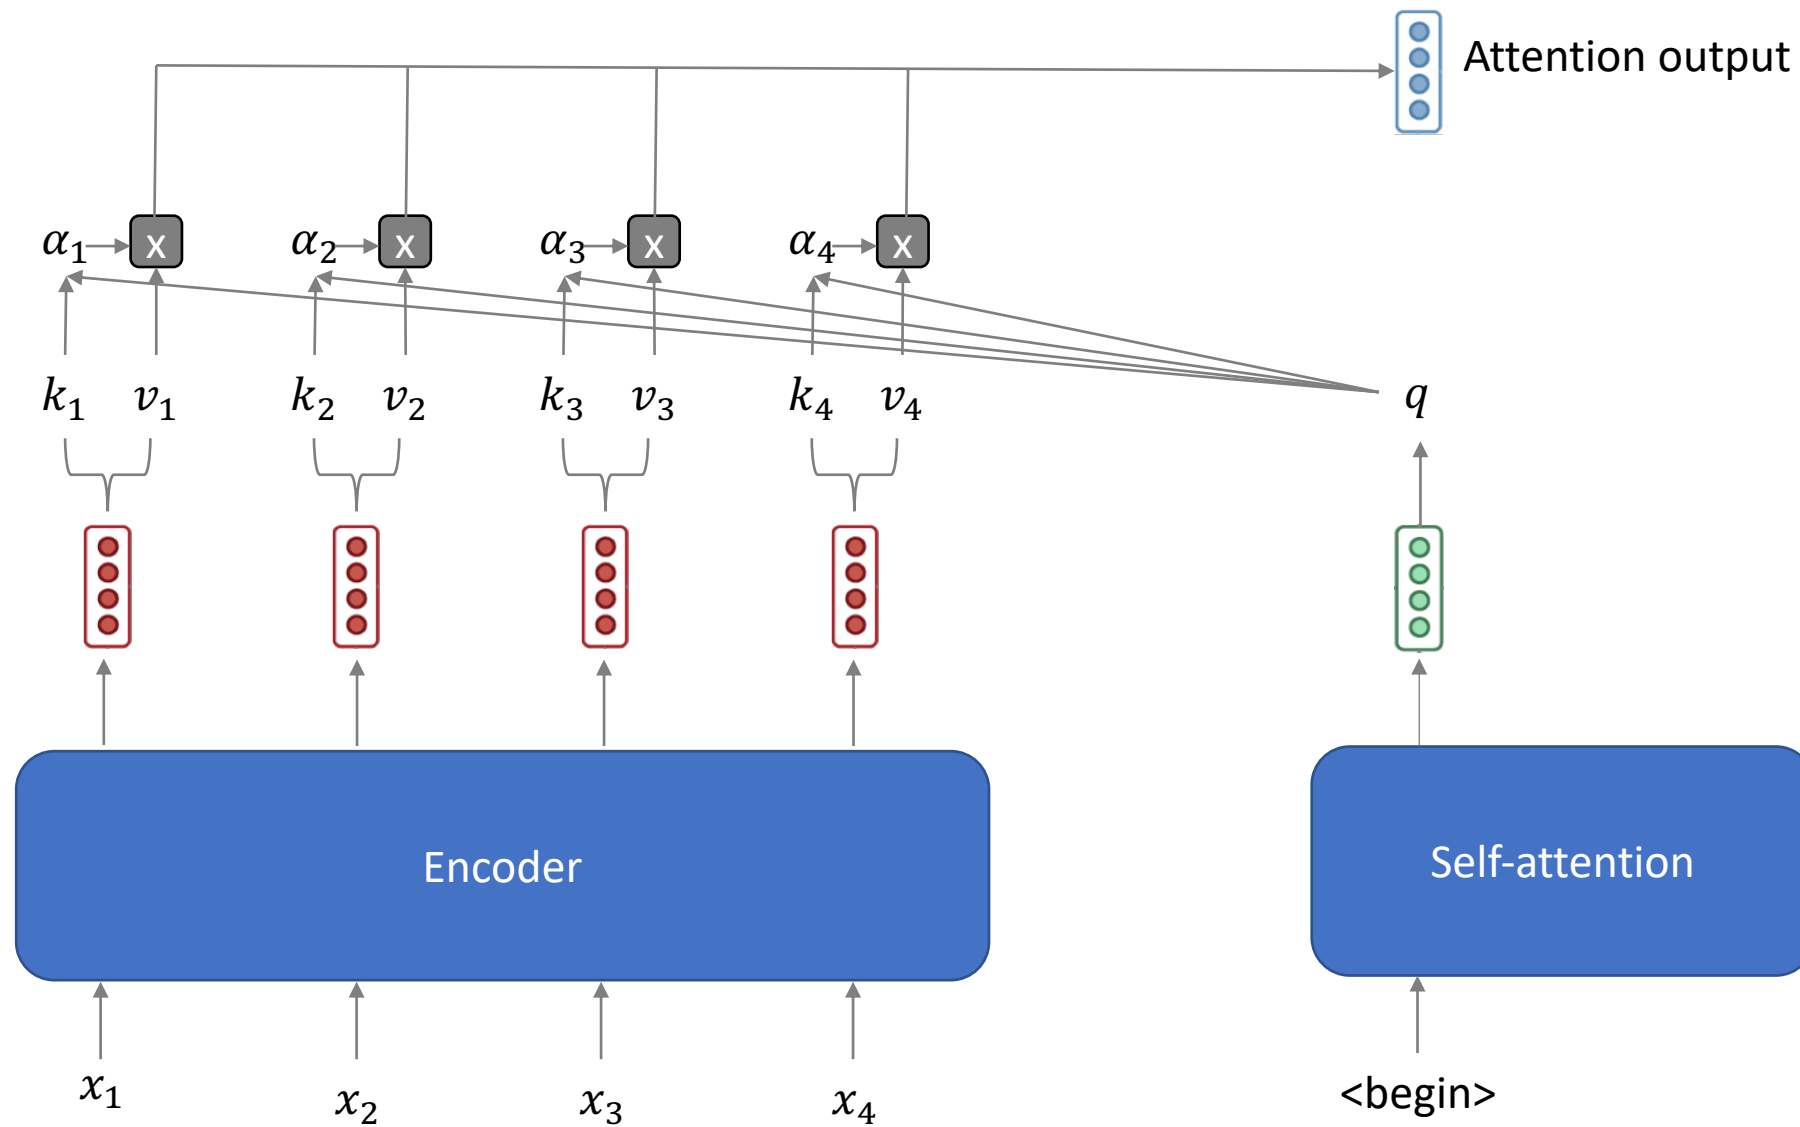 Attention output
α₁ x α₂ x α₃ x α₄ x
k₁ v₁ k₂ v₂ k₃ v₃ k₄ v₄ q
Encoder
Self-attention
x₁ x₂ x₃ x₄ <begin>